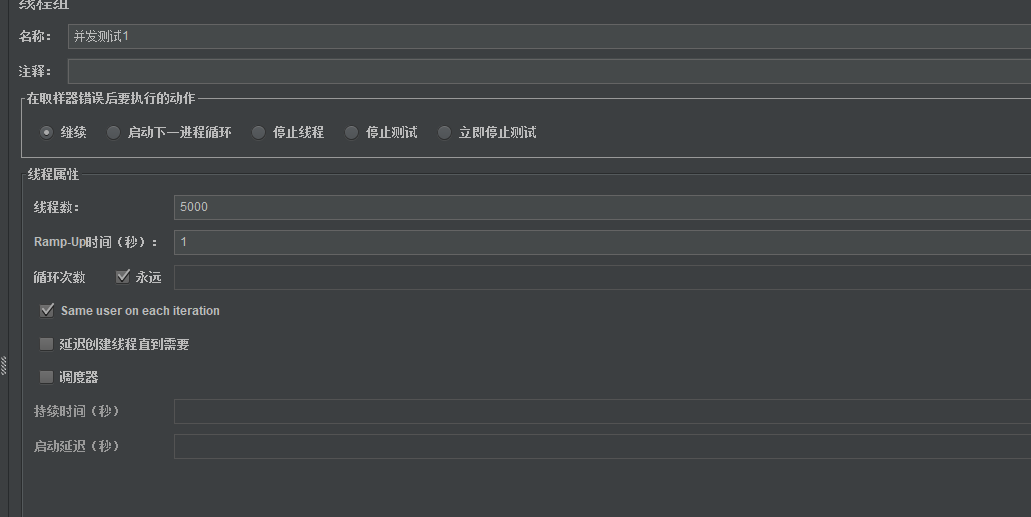 线程组
名称：并发测试1
注释：
在取样器错误后要执行的动作
继续 启动下一进程循环 停止线程 停止测试 立即停止测试
线程属性
线程数：5000
Ramp-Up时间（秒）：1
循环次数 永远
Same user on each iteration
延迟创建线程直到需要
调度器
持续时间（秒）
启动延迟（秒）